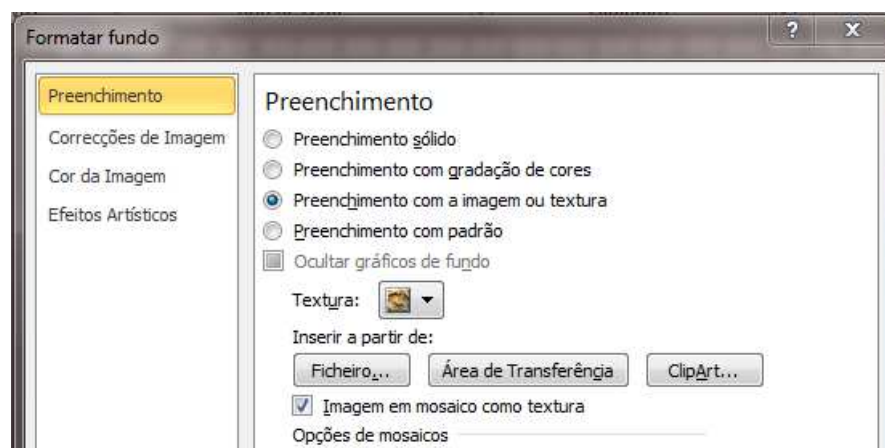 Formatar fundo
? X
Preenchimento
Correcções de Imagem
Cor da Imagem
Efeitos Artísticos
Preenchimento
Preenchimento sólido
Preenchimento com gradação de cores
Preenchimento com a imagem ou textura
Preenchimento com padrão
Ocultar gráficos de fundo
Textura:
Inserir a partir de:
Ficheiro... Área de Transferência ClipArt...
Imagem em mosaico como textura
Opções de mosaicos